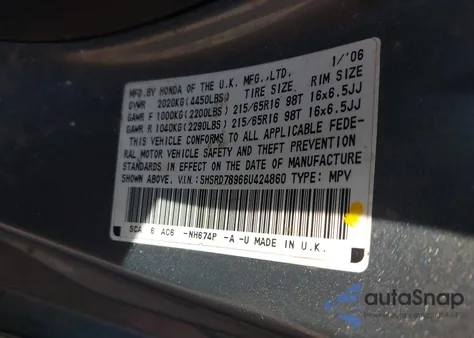 MFD.BY HONDA OF THE U.K. MFG.,LTD. 1/'06
GVWR 2020KG(4450LBS) TIRE SIZE RIM SIZE
GAWR F 1000KG(2200LBS) 215/65R16 98T 16x6.5JJ
GAWR R 1040KG(2290LBS) 215/65R16 98T 16x6.5JJ
THIS VEHICLE CONFORMS TO ALL APPLICABLE FEDE-
RAL MOTOR VEHICLE SAFETY AND THEFT PREVENTION
STANDARDS IN EFFECT ON THE DATE OF MANUFACTURE
SHOWN ABOVE. V.I.N.:SHSRD78966U424860 TYPE: MPV
6 AC6 -NH674P -A -U MADE IN U.K.
autoSnap